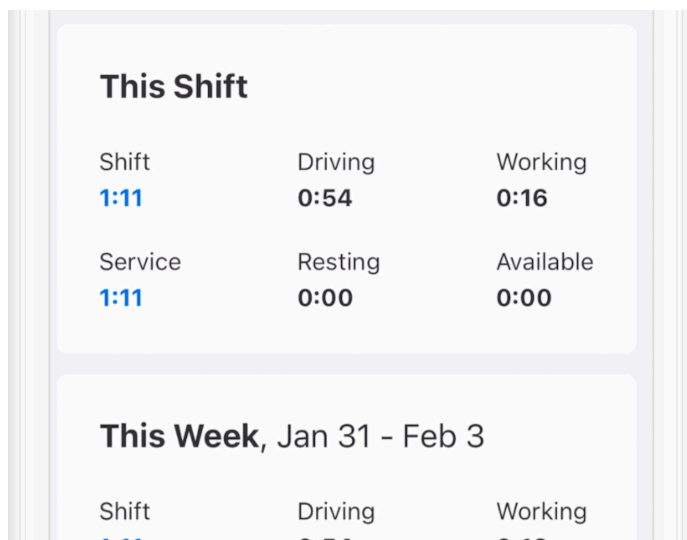 This Shift
Shift Driving Working
1:11 0:54 0:16
Service Resting Available
1:11 0:00 0:00
This Week, Jan 31 - Feb 3
Shift Driving Working